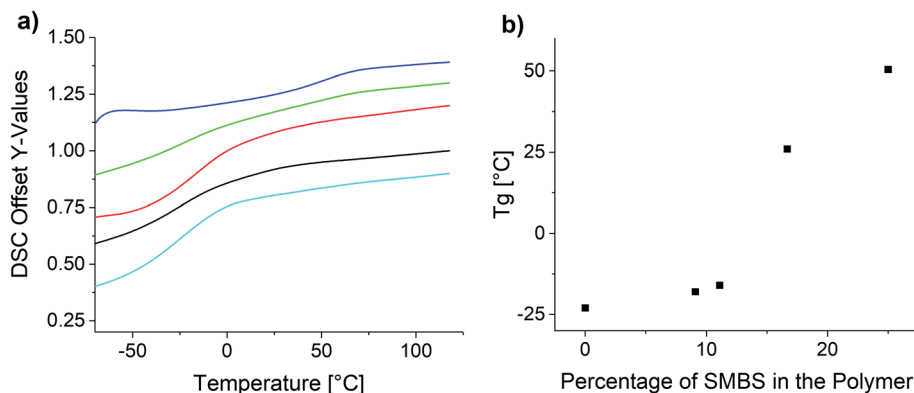 a)
1.50
1.25
1.00
0.75
0.50
0.25
DSC Offset Y-Values
-50 0 50 100
Temperature [°C]
b)
50
25
0
-25
Tg [°C]
0 10 20
Percentage of SMBS in the Polymer